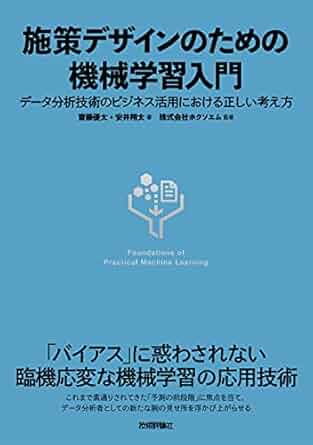 施策デザインのための
機械学習入門
データ分析技術のビジネス活用における正しい考え方
齋藤優太・安井翔太 著　株式会社ホクソエム 監修
Foundations of
Practical Machine Learning
「バイアス」に惑わされない
臨機応変な機械学習の応用技術
これまで素通りされてきた「予測の前段階」に焦点を当て、
データ分析者としての新たな腕の見せ所を浮かび上がらせる
技術評論社